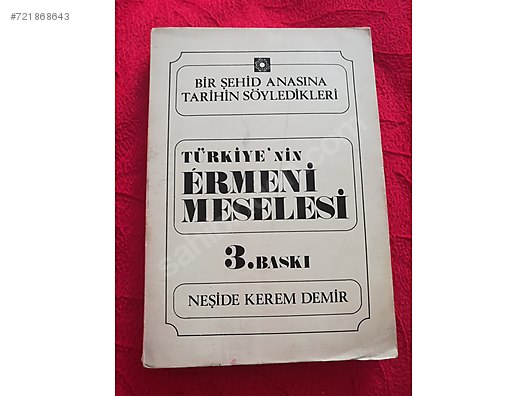 #721868643
BİR ŞEHİD ANASINA
TARİHİN SÖYLEDİKLERİ
TÜRKİYE'NİN
ERMENİ
MESELESİ
3. BASKI
NEŞİDE KEREM DEMİR